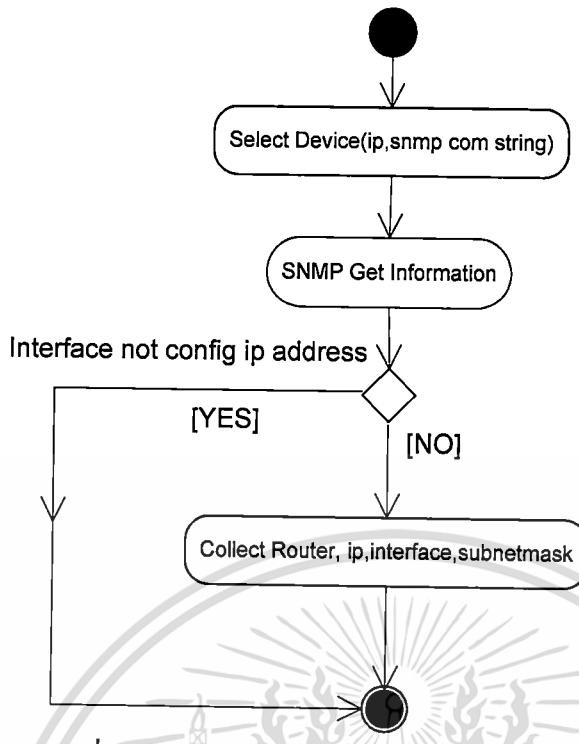 Select Device(ip,snmp com string)
SNMP Get Information
Interface not config ip address
[YES]
[NO]
Collect Router, ip,interface,subnetmask